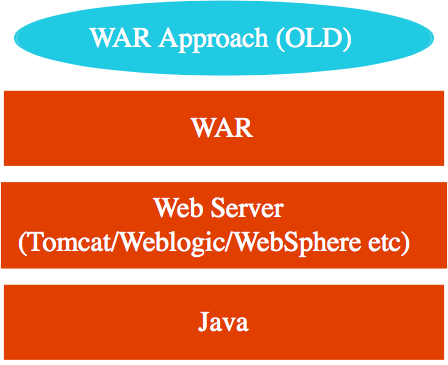 WAR Approach (OLD)
WAR
Web Server
(Tomcat/Weblogic/WebSphere etc)
Java